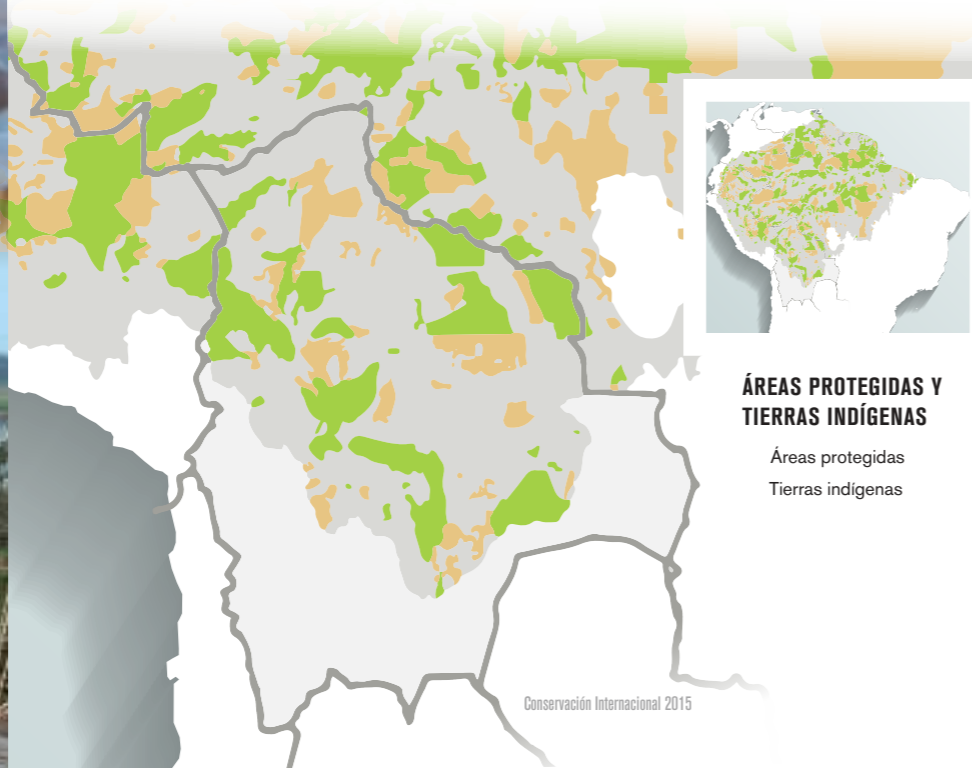 ÁREAS PROTEGIDAS Y
TIERRAS INDÍGENAS
Áreas protegidas
Tierras indígenas
Conservación Internacional 2015